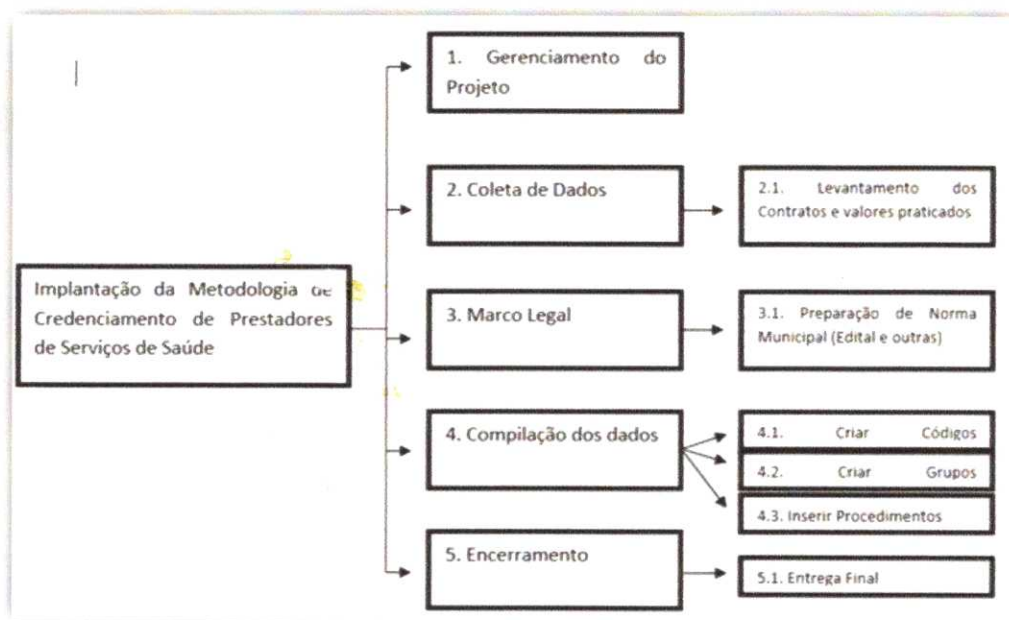 1. Gerenciamento do
Projeto
2. Coleta de Dados
2.1. Levantamento dos
Contratos e valores praticados
Implantação da Metodologia de
Credenciamento de Prestadores
de Serviços de Saúde
3. Marco Legal
3.1. Preparação de Norma
Municipal (Edital e outras)
4. Compilação dos dados
4.1. Criar Códigos
4.2. Criar Grupos
4.3. Inserir Procedimentos
5. Encerramento
5.1. Entrega Final